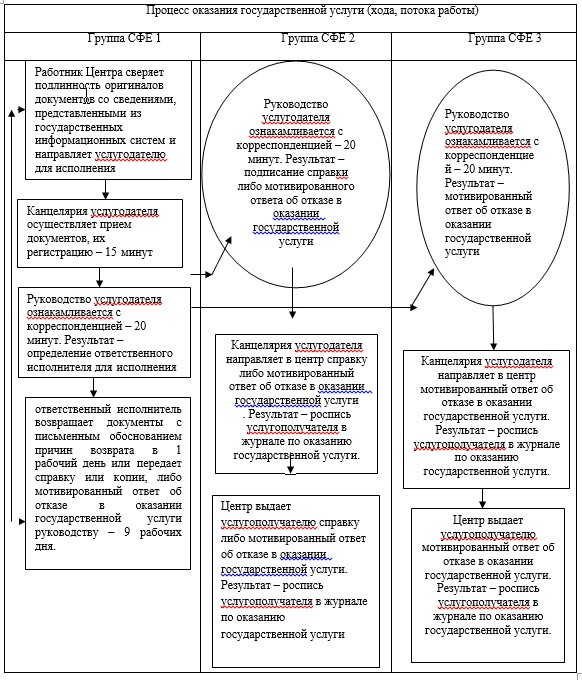 Процесс оказания государственной услуги (хода, потока работы)
Группа СФЕ 1
Группа СФЕ 2
Группа СФЕ 3
Работник Центра сверяет
подлинность оригиналов
документов со сведениями,
представленными из
государственных
информационных систем и
направляет услугодателю
для исполнения
Канцелярия услугодателя
осуществляет прием
документов, их
регистрацию – 15 минут
Руководство услугодателя
ознакамливается с
корреспонденцией – 20
минут. Результат –
определение ответственного
исполнителя для исполнения
ответственный исполнитель
возвращает документы с
письменным обоснованием
причин возврата в 1
рабочий день или передает
справку или копии, либо
мотивированный ответ об
отказе в оказании
государственной услуги
руководству – 9 рабочих
дня.
Руководство
услугодателя
ознакамливается с
корреспонденцией – 20
минут. Результат –
подписание справки
либо мотивированного
ответа об отказе в
оказании
государственной
услуги
Канцелярия услугодателя
направляет в центр справку
либо мотивированный
ответ об отказе в оказании
государственной услуги
. Результат – роспись
услугополучателя в
журнале по оказанию
государственной услуги.
Центр выдает
услугополучателю справку
либо мотивированный ответ
об отказе в оказании
государственной услуги.
Результат – роспись
услугополучателя в журнале
по оказанию
государственной услуги
Руководство
услугодателя
ознакамливается с
корреспонденцие
й – 20 минут.
Результат –
мотивированный
ответ об отказе в
оказании
государственной
услуги
Канцелярия услугодателя
направляет в центр
мотивированный ответ об
отказе в оказании
государственной услуги.
Результат – роспись
услугополучателя в журнале
по оказанию
государственной услуги.
Центр выдает
услугополучателю
мотивированный ответ об
отказе в оказании
государственной услуги.
Результат – роспись
услугополучателя в
журнале по оказанию
государственной услуги.